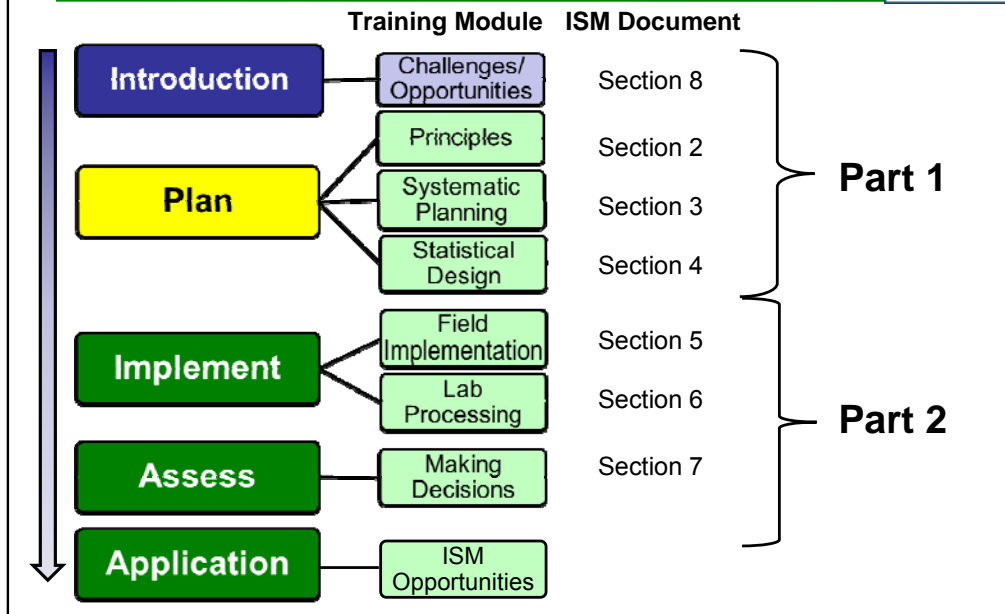 Training Module ISM Document
Introduction
Challenges/
Opportunities
Section 8
Plan
Principles
Section 2
Systematic
Planning
Section 3
Statistical
Design
Section 4
Part 1
Implement
Field
Implementation
Section 5
Lab
Processing
Section 6
Assess
Making
Decisions
Section 7
Part 2
Application
ISM
Opportunities